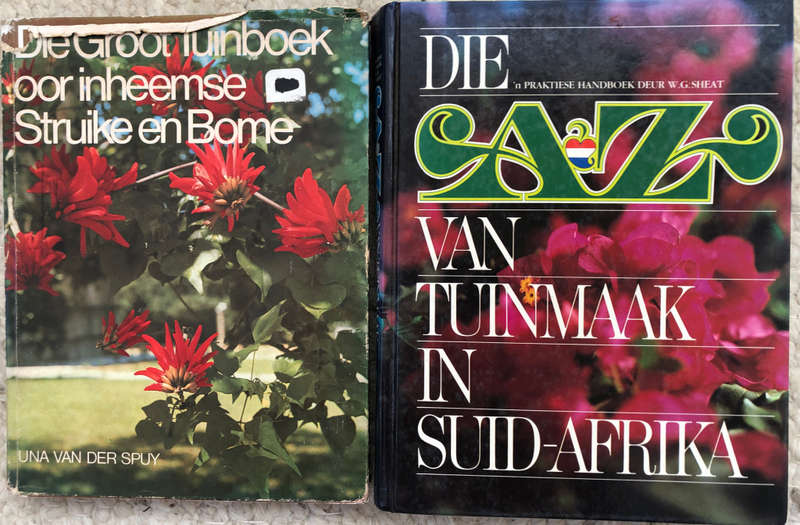 Die Groot Tuinboek
oor inheemse
Struike en Bome
UNA VAN DER SPUY
DIE
'n PRAKTIESE HANDBOEK DEUR W.G. SHEAT
A-Z
VAN
TUINMAAK
IN
SUID-AFRIKA